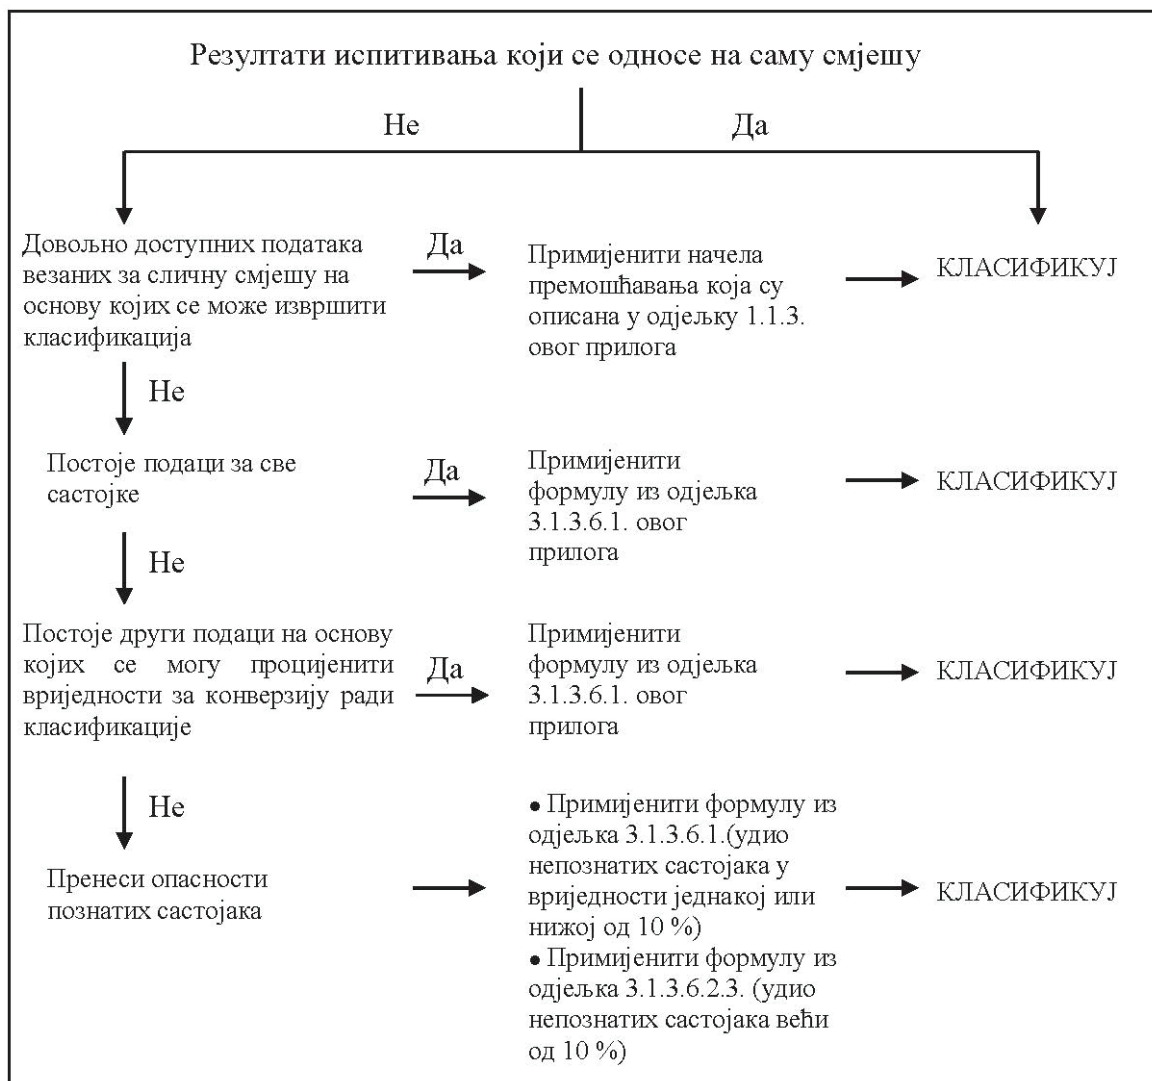 Резултати испитивања који се односе на саму смјешу
Не
Да
Довољно доступних података
везаних за сличну смјешу на
основу којих се може извршити
класификација
Да
Примијенити начела
премошћавања која су
описана у одјељку 1.1.3.
овог прилога
КЛАСИФИКУЈ
Не
Постоје подаци за све
састојке
Да
Примијенити
формулу из одјељка
3.1.3.6.1. овог
прилога
КЛАСИФИКУЈ
Не
Постоје други подаци на основу
којих се могу процијенити
вриједности за конверзију ради
класификације
Да
Примијенити
формулу из одјељка
3.1.3.6.1. овог
прилога
КЛАСИФИКУЈ
Не
Пренеси опасности
познатих састојака
● Примијенити формулу из
одјељка 3.1.3.6.1.(удио
непознатих састојака у
вриједности једнакој или
нижој од 10 %)
● Примијенити формулу из
одјељка 3.1.3.6.2.3. (удио
непознатих састојака већи
од 10 %)
КЛАСИФИКУЈ